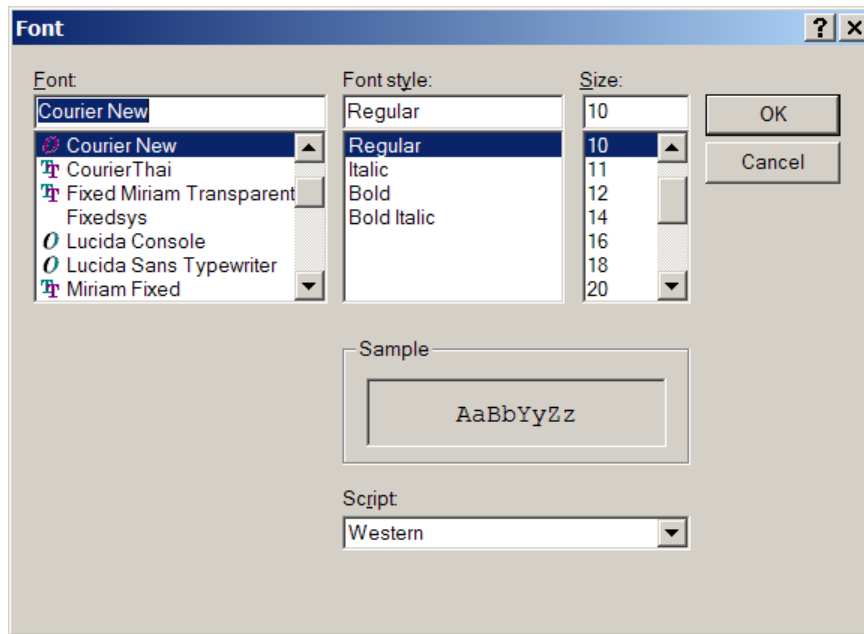 Font
Font:
Courier New
Courier New
CourierThai
Fixed Miriam Transparent
Fixedsys
Lucida Console
Lucida Sans Typewriter
Miriam Fixed
Font style:
Regular
Regular
Italic
Bold
Bold Italic
Size:
10
10
11
12
14
16
18
20
OK
Cancel
Sample
AaBbYyZz
Script:
Western